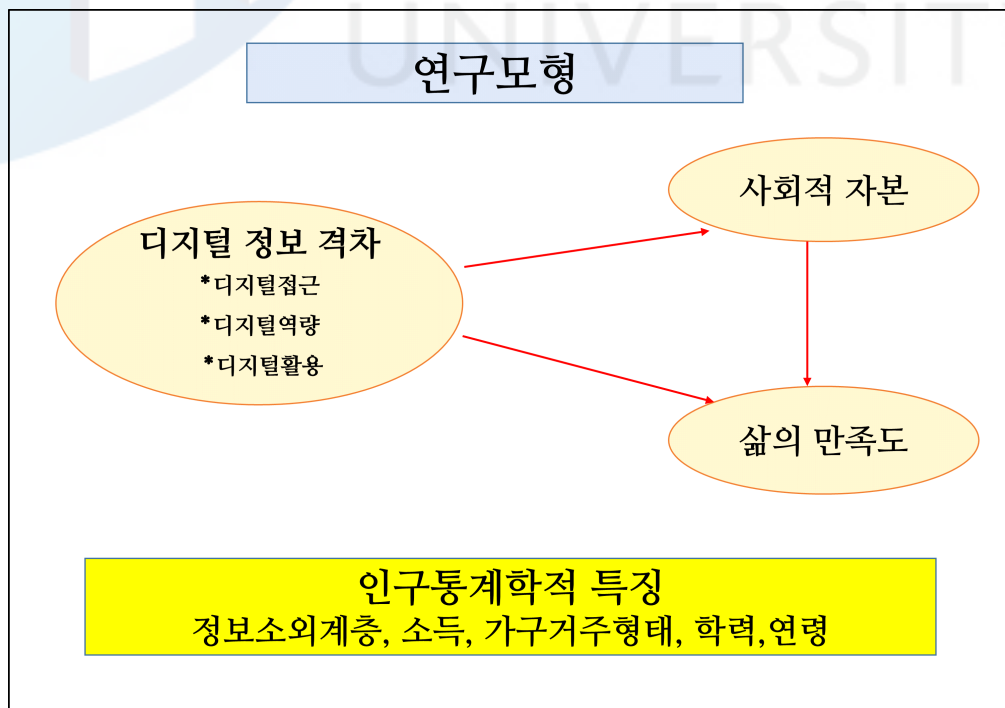 UNIVERSIT
연구모형
사회적 자본
디지털 정보 격차
*디지털접근
*디지털역량
*디지털활용
삶의 만족도
인구통계학적 특징
정보소외계층, 소득, 가구거주형태, 학력,연령